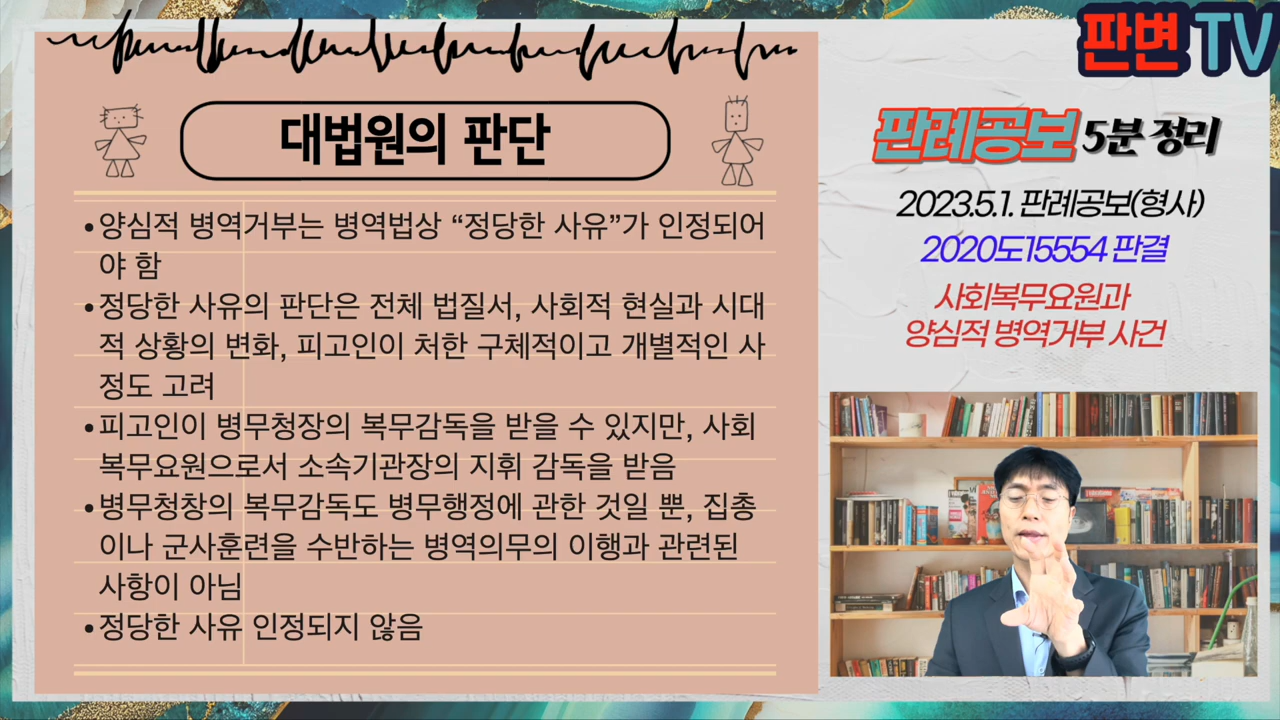 판변 TV
대법원의 판단
•양심적 병역거부는 병역법상 “정당한 사유”가 인정되어
야 함
•정당한 사유의 판단은 전체 법질서, 사회적 현실과 시대
적 상황의 변화, 피고인이 처한 구체적이고 개별적인 사
정도 고려
•피고인이 병무청장의 복무감독을 받을 수 있지만, 사회
복무요원으로서 소속기관장의 지휘 감독을 받음
•병무청창의 복무감독도 병무행정에 관한 것일 뿐, 집총
이나 군사훈련을 수반하는 병역의무의 이행과 관련된
사항이 아님
•정당한 사유 인정되지 않음
판례공보 5분 정리
2023.5.1. 판례공보(형사)
2020도15554 판결
사회복무요원과
양심적 병역거부 사건